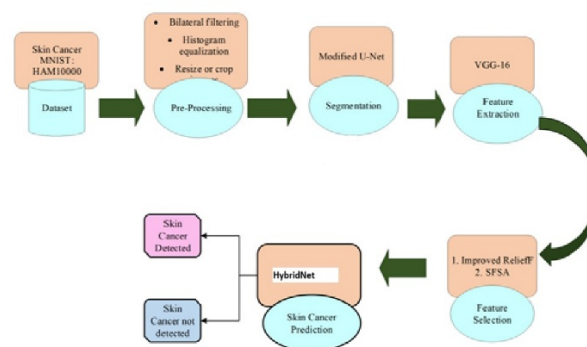 Skin Cancer
MNIST:
HAM10000
Dataset
• Bilateral filtering
• Histogram
equalization
• Resize or crop
Pre-Processing
Modified U-Net
Segmentation
VGG-16
Feature
Extraction
1. Improved ReliefF
2. SFSA
Feature
Selection
HybridNet
Skin Cancer
Prediction
Skin
Cancer
Detected
Skin
Cancer not
detected